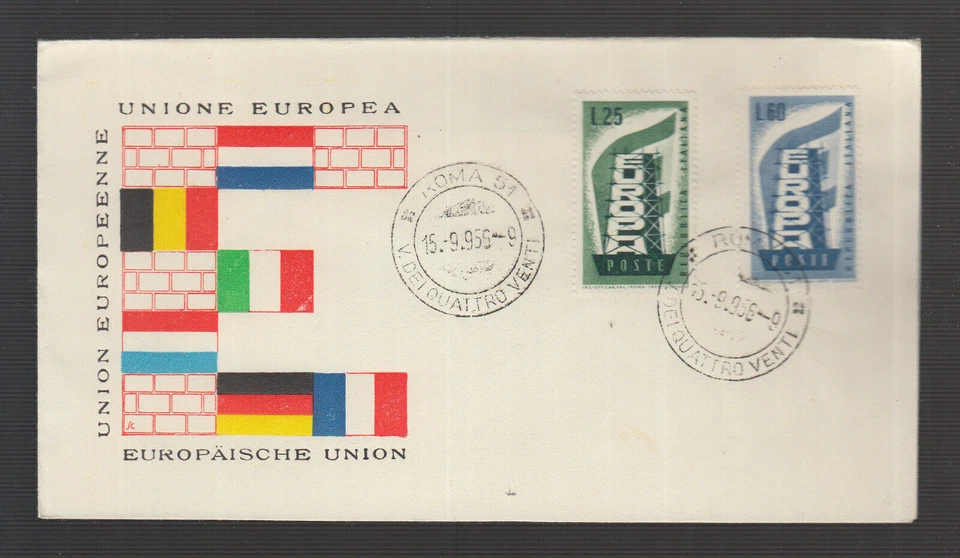 UNIONE EUROPEA
UNION EUROPEENNE
EUROPÄISCHE UNION
ROMA 51
15.-9.956-9
V. DEI QUATTRO VENTI
L.25
EUROPA
POSTE
REPUBBLICA ITALIANA
L.60
EUROPA
POSTE
REPUBBLICA ITALIANA
ROM
15.-9.956-9
V. DEI QUATTRO VENTI